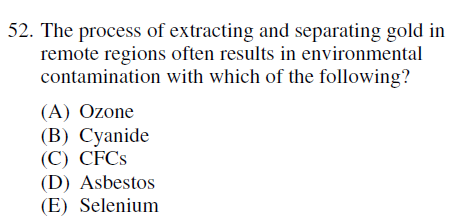 52. The process of extracting and separating gold in
remote regions often results in environmental
contamination with which of the following?
(A) Ozone
(B) Cyanide
(C) CFCs
(D) Asbestos
(E) Selenium